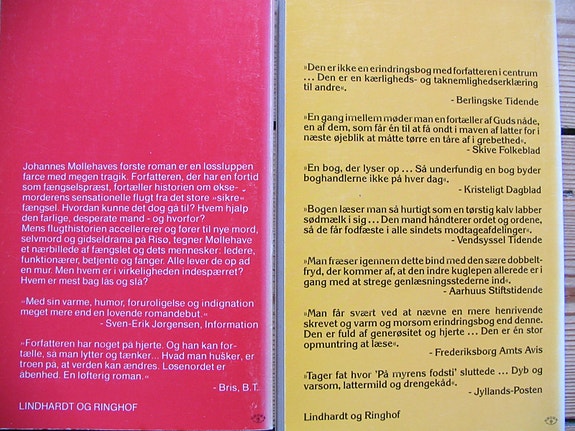 Johannes Møllehaves første roman er en løssluppen
farce med megen tragik. Forfatteren, der har en fortid
som fængselspræst, fortæller historien om økse-
morderens sensationelle flugt fra det store »sikre«
fængsel. Hvordan kunne det dog gå til? Hvem hjalp
den farlige, desperate mand - og hvorfor?
Mens flugthistorien accellererer og fører til nye mord,
selvmord og gidseldrama på Risø, tegner Møllehave
et nærbillede af fængslet og dets mennesker: ledere,
funktionærer, betjente og fanger. Alle lever de op ad
en mur. Men hvem er i virkeligheden indespærret?
Hvem er mest bag lås og slå?
»Med sin varme, humor, foruroligelse og indignation
meget mere end en lovende romandebut.«
- Sven-Erik Jørgensen, Information
»Forfatteren har noget på hjerte. Og han kan for-
tælle, så man lytter og tænker... Hvad man husker, er
troen på, at verden kan ændres. Løsenordet er
åbenhed. En løfterig roman.«
- Bris, B.T.
LINDHARDT OG RINGHOF
»Den er ikke en erindringsbog med forfatteren i centrum
... Den er en kærligheds- og taknemlighedserklæring
til andre«.
- Berlingske Tidende
»En gang imellem møder man en fortæller af Guds nåde,
en af dem, som får én til at få ondt i maven af latter for i
næste øjeblik at måtte tørre en tåre af i grebethed«.
- Skive Folkeblad
»En bog, der lyser op ... Så underfundig en bog byder
boghandlerne ikke på hver dag«.
- Kristeligt Dagblad
»Bogen læser man så hurtigt som en tørstig kalv labber
sødmælk i sig ... Den mand håndterer ordet og ordene,
så de får fodfæste i alle sindets modtageafdelinger«.
- Vendsyssel Tidende
»Man fræser igennem dette bind med den sære dobbelt-
fryd, der kommer af, at den indre kuglepen allerede er i
gang med at strege genlæsningsstederne ind«.
- Aarhuus Stiftstidende
»Man får svært ved at nævne en mere henrivende
skrevet og varm og morsom erindringsbog end denne.
Den er fuld af generøsitet og hjerte ... Den er én stor
opmuntring at læse«.
- Frederiksborg Amts Avis
»Tager fat hvor 'På myrens fodsti' sluttede ... Dyb og
varsom, lattermild og drengekåd«.
- Jyllands-Posten
Lindhardt og Ringhof